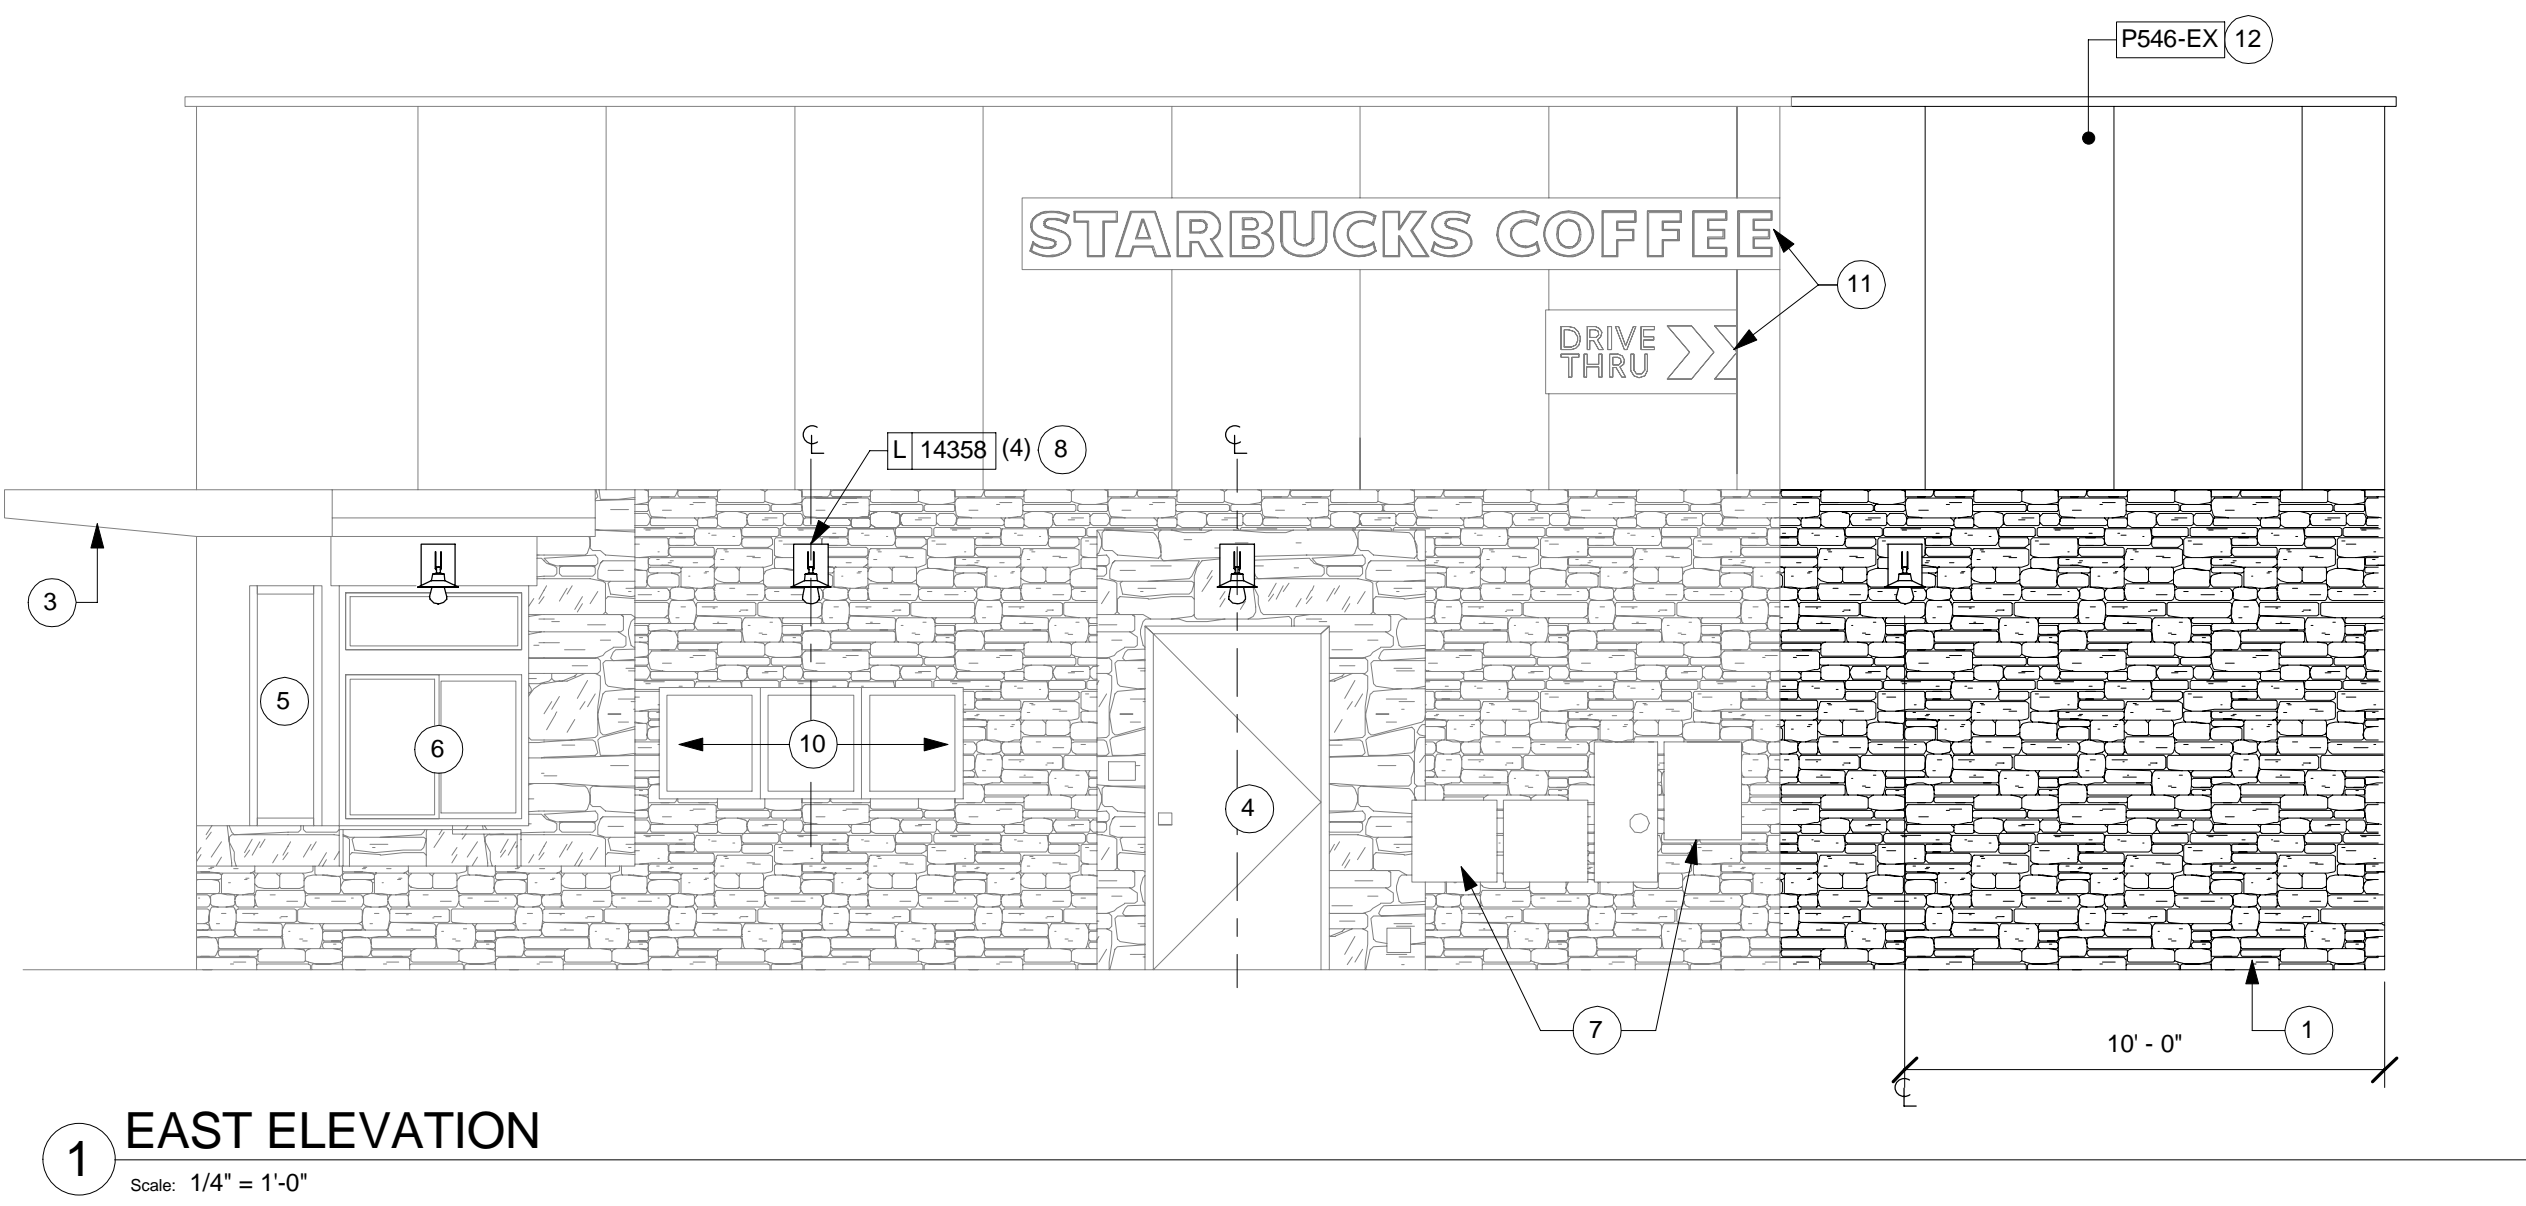 P546-EX 12
STARBUCKS COFFEE
11
DRIVE
THRU
℄ ℄
L 14358 (4) 8
3
5
6
10
4
7
1
10' - 0"
℄
1 EAST ELEVATION
Scale: 1/4" = 1'-0"